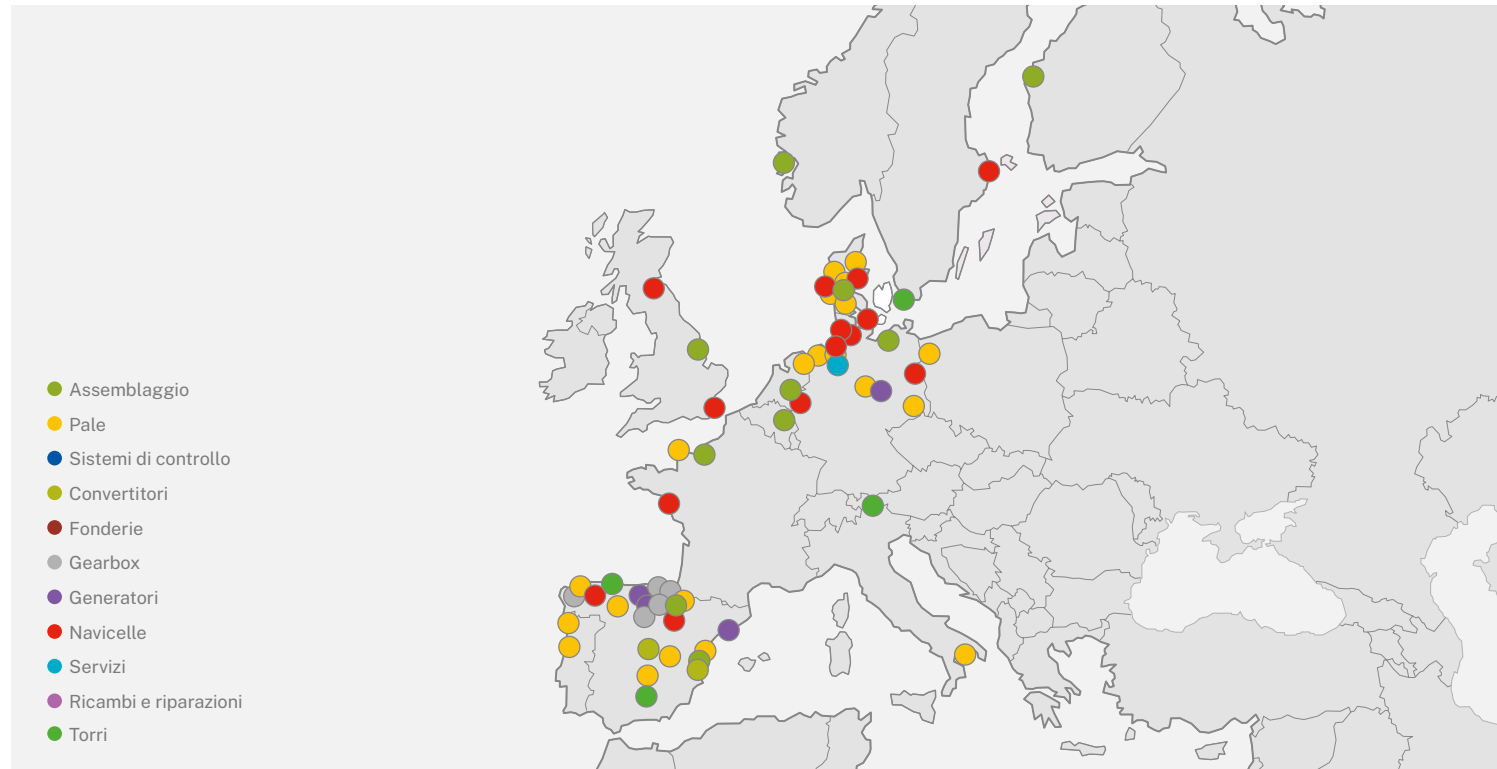 Assemblaggio
Pale
Sistemi di controllo
Convertitori
Fonderie
Gearbox
Generatori
Navicelle
Servizi
Ricambi e riparazioni
Torri